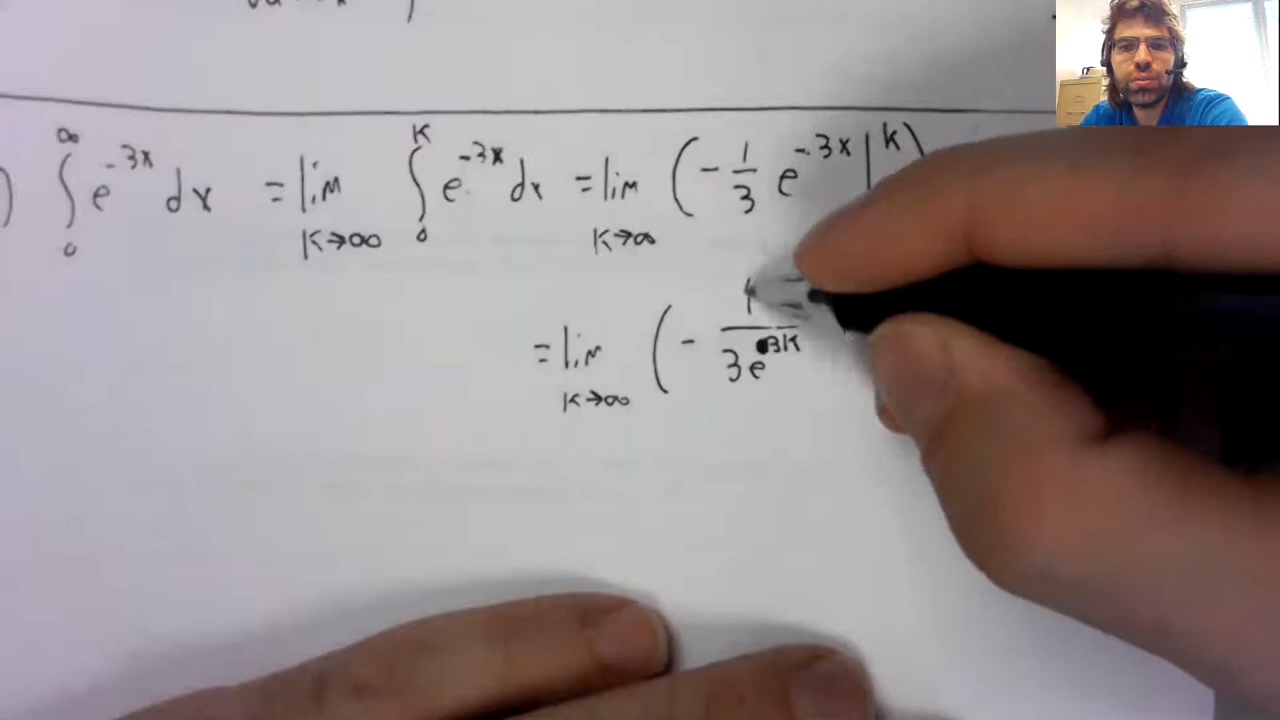 ) ∫₀^∞ e^{-3x} dx = lim_{K→∞} ∫₀^K e^{-3x} dx = lim_{K→∞} (-1/3 e^{-3x} |^K)
= lim_{K→∞} (- 1/(3e^{3K})